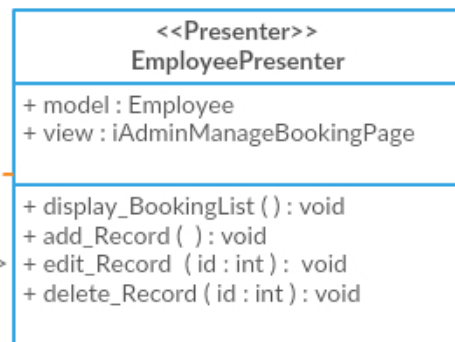 <<Presenter>>
EmployeePresenter
+ model : Employee
+ view : iAdminManageBookingPage
+ display_BookingList ( ) : void
+ add_Record (  ) : void
+ edit_Record  ( id : int ) :  void
+ delete_Record ( id : int ) : void